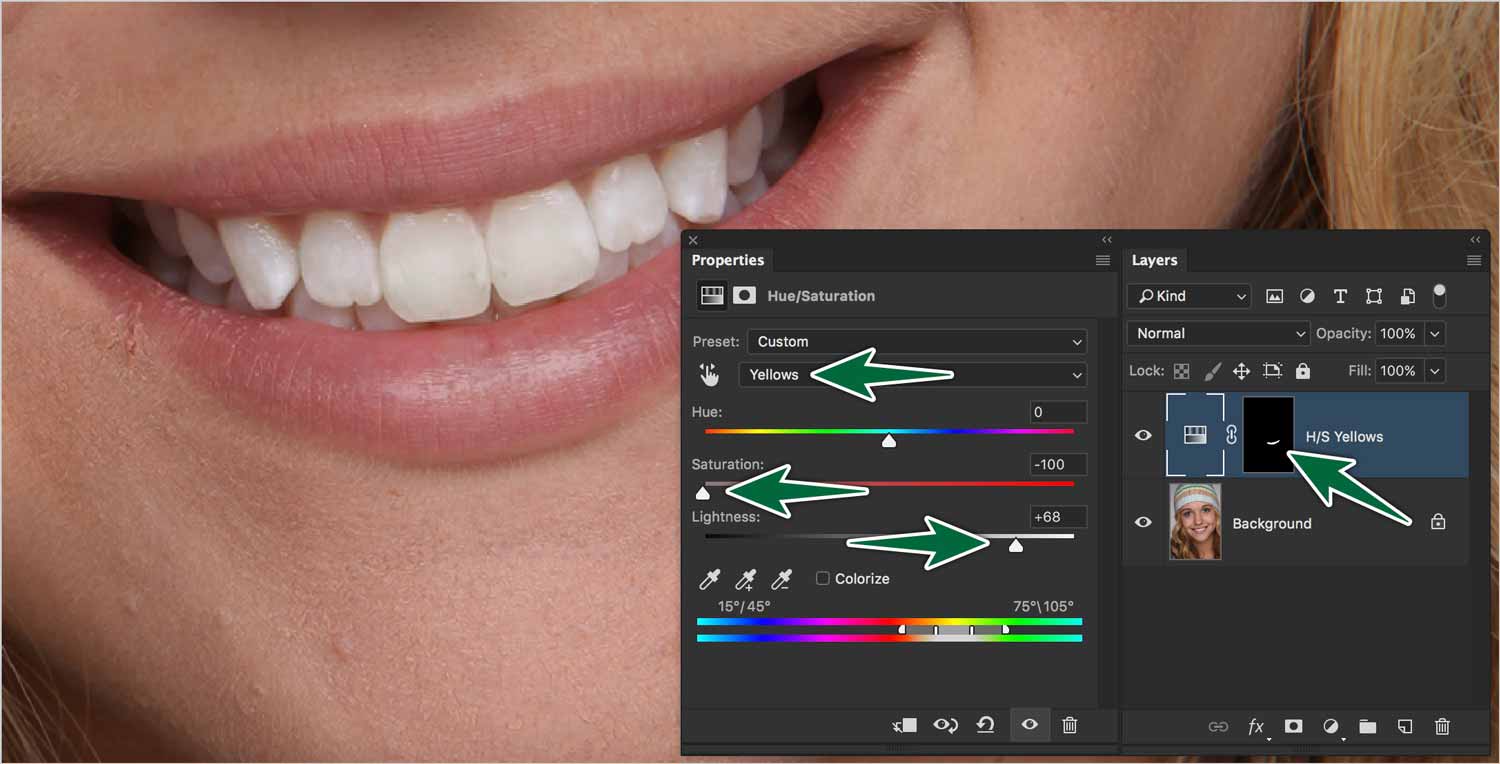 Properties
Hue/Saturation
Preset: Custom
Yellows
Hue: 0
Saturation: -100
Lightness: +68
Colorize
15°/45° 75°\105°
Layers
Kind
Normal Opacity: 100%
Lock: Fill: 100%
H/S Yellows
Background
fx